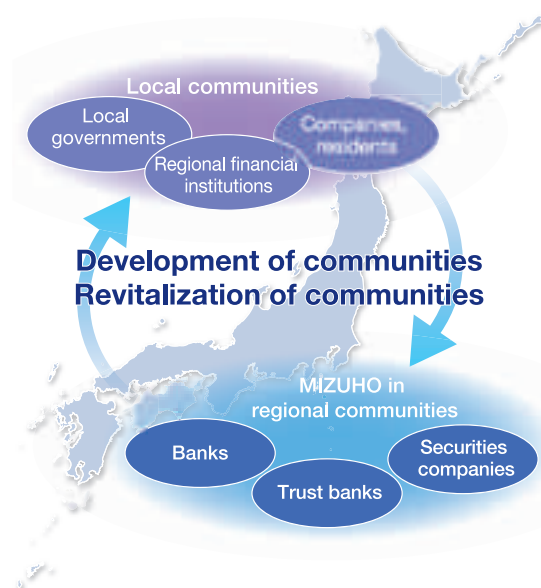 Local communities
Local
governments
Regional financial
institutions
Companies,
residents
Development of communities
Revitalization of communities
MIZUHO in
regional communities
Banks
Trust banks
Securities
companies